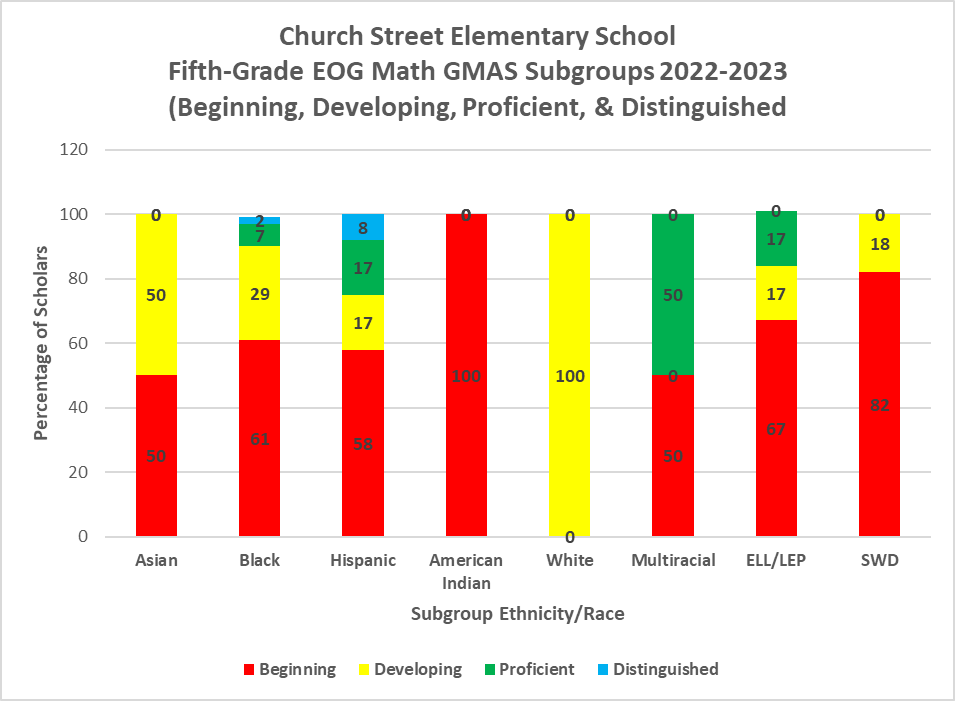 Church Street Elementary School
Fifth-Grade EOG Math GMAS Subgroups 2022-2023
(Beginning, Developing, Proficient, & Distinguished
120
100
80
60
40
20
0
Percentage of Scholars
0
50
50
2
7
29
61
8
17
17
58
0
100
0
100
0
0
50
0
50
0
17
17
67
0
18
82
Asian
Black
Hispanic
American
Indian
White
Multiracial
ELL/LEP
SWD
Subgroup Ethnicity/Race
Beginning Developing Proficient Distinguished